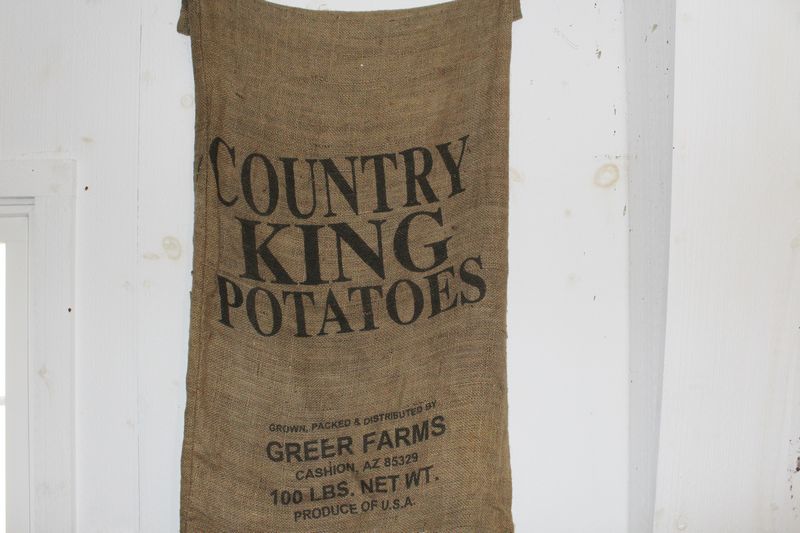 COUNTRY
KING
POTATOES
GROWN, PACKED & DISTRIBUTED BY
GREER FARMS
CASHION, AZ 85329
100 LBS. NET WT.
PRODUCE OF U.S.A.